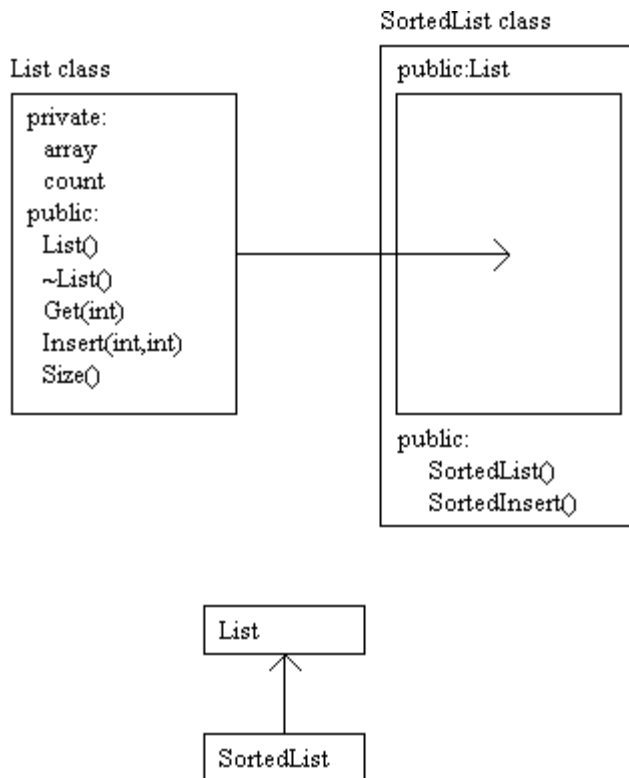 List class
private:
array
count
public:
List()
~List()
Get(int)
Insert(int,int)
Size()
SortedList class
public:List
public:
SortedList()
SortedInsert()
List
SortedList